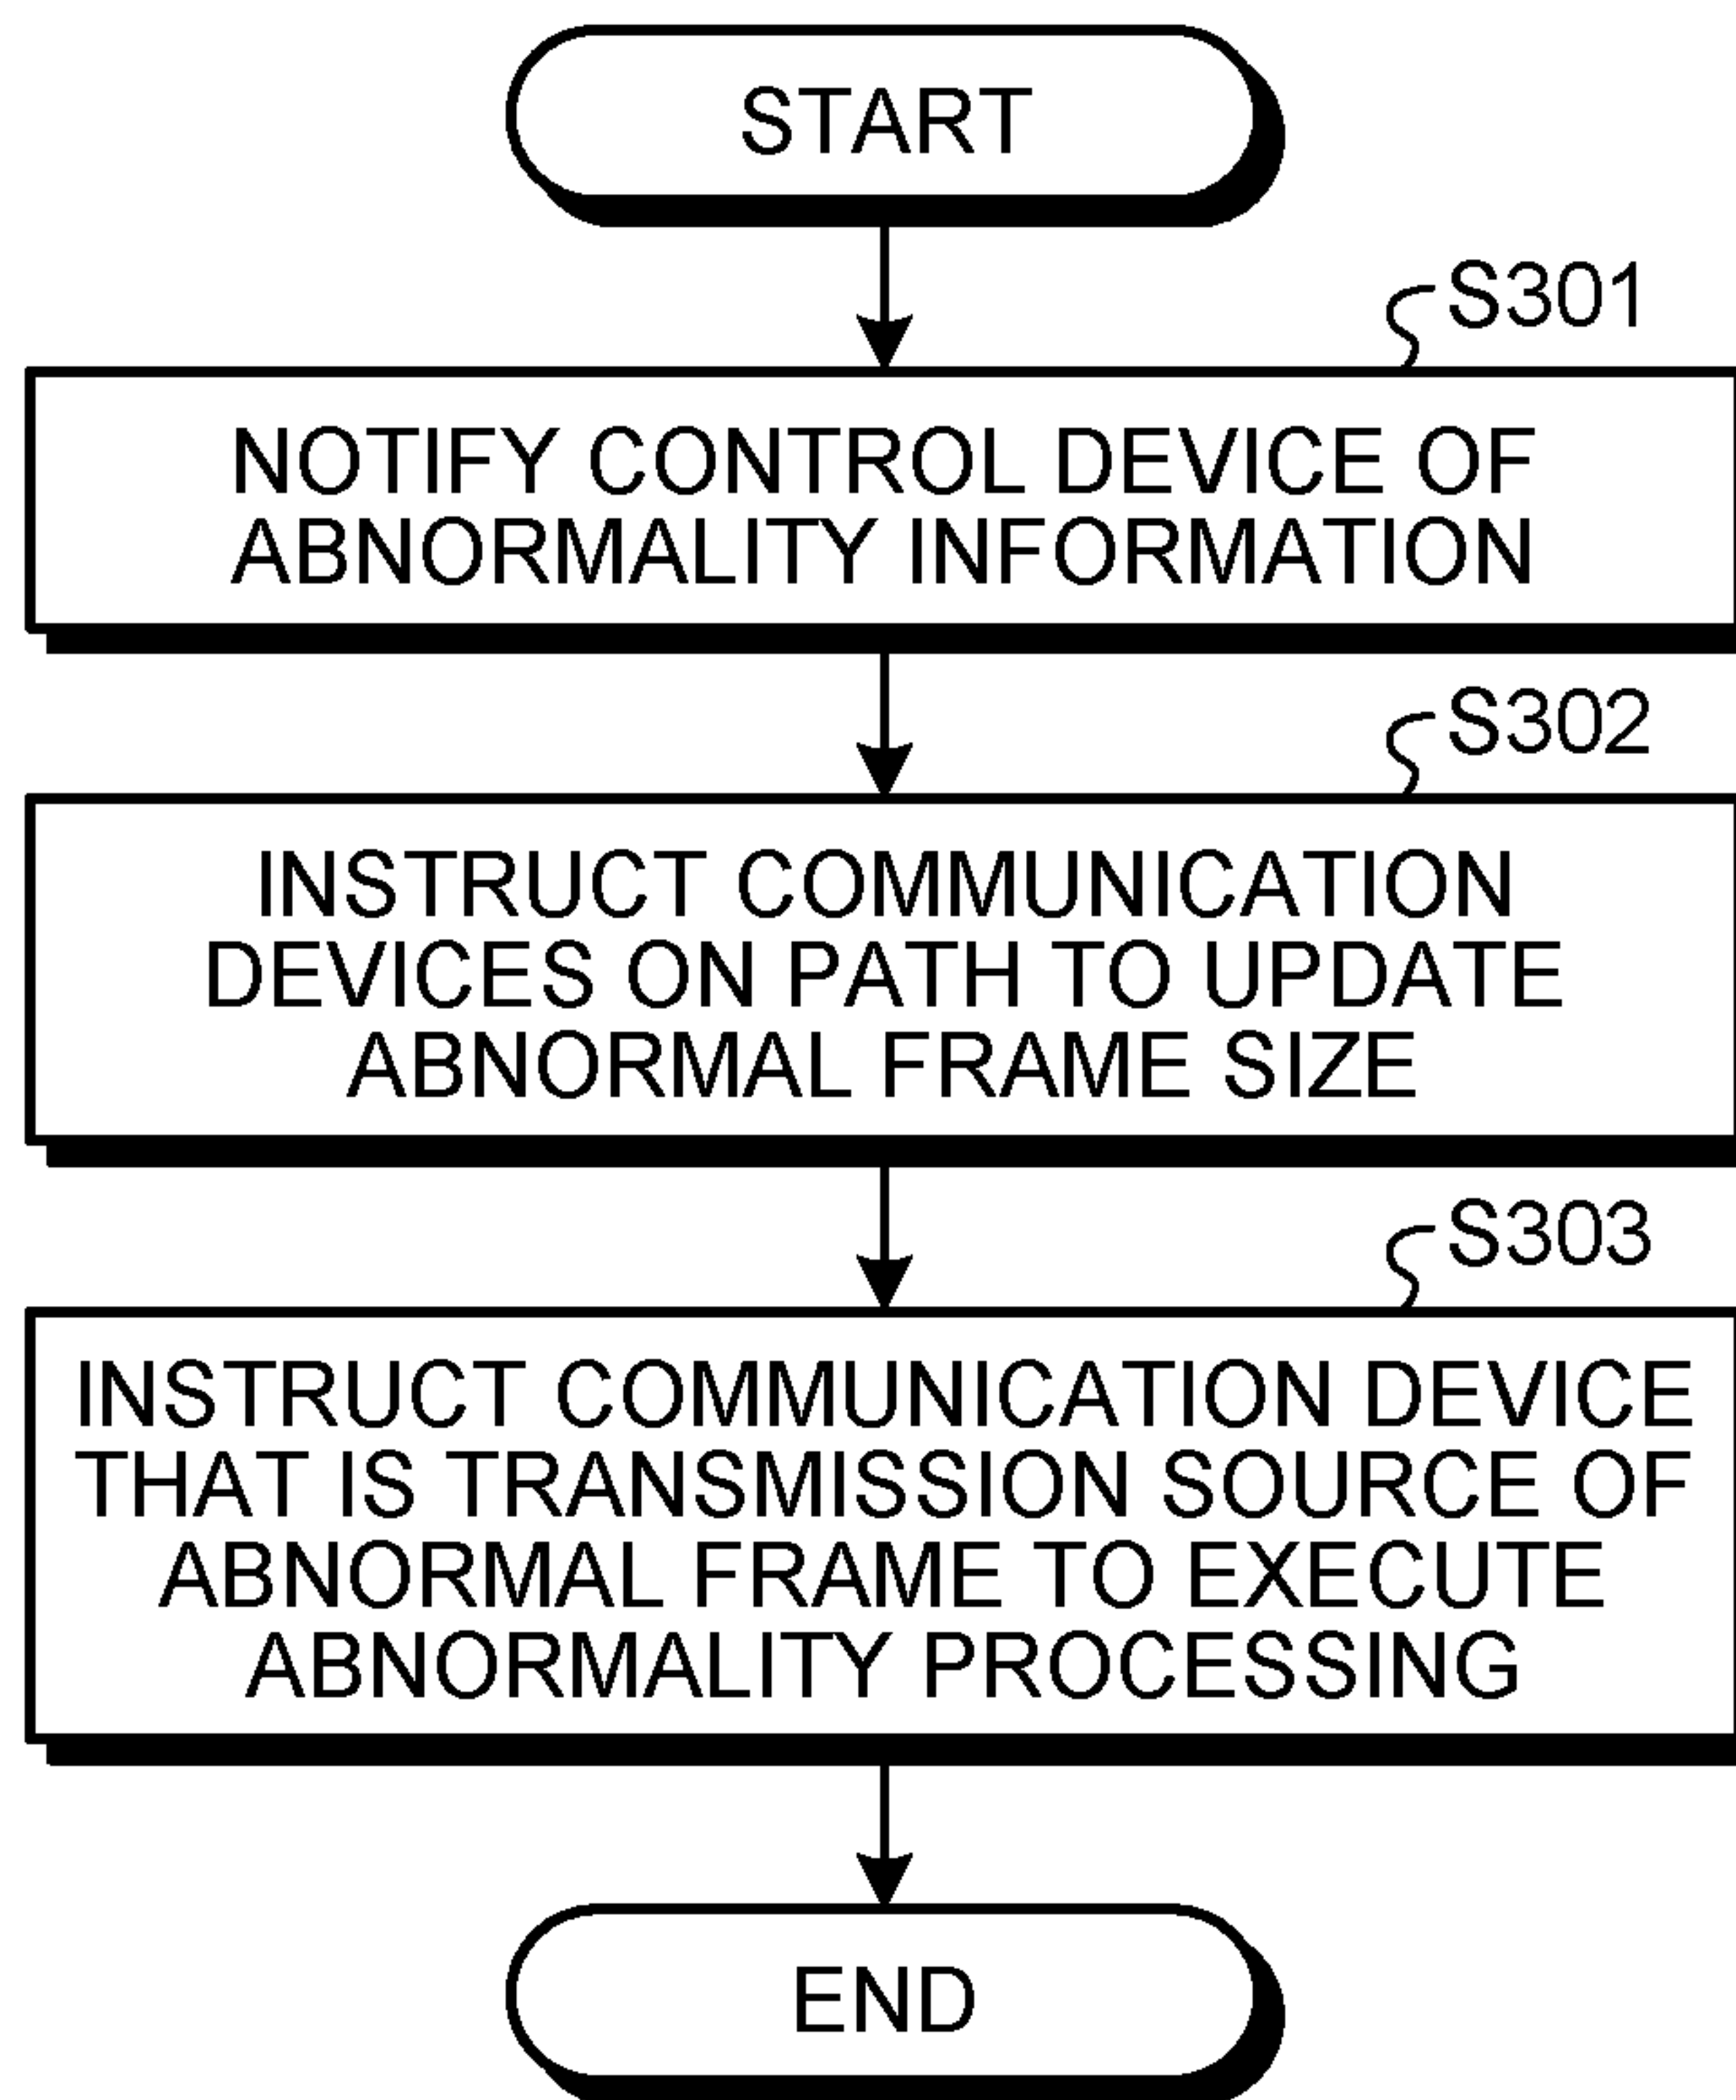 START
S301
NOTIFY CONTROL DEVICE OF
ABNORMALITY INFORMATION
S302
INSTRUCT COMMUNICATION
DEVICES ON PATH TO UPDATE
ABNORMAL FRAME SIZE
S303
INSTRUCT COMMUNICATION DEVICE
THAT IS TRANSMISSION SOURCE OF
ABNORMAL FRAME TO EXECUTE
ABNORMALITY PROCESSING
END